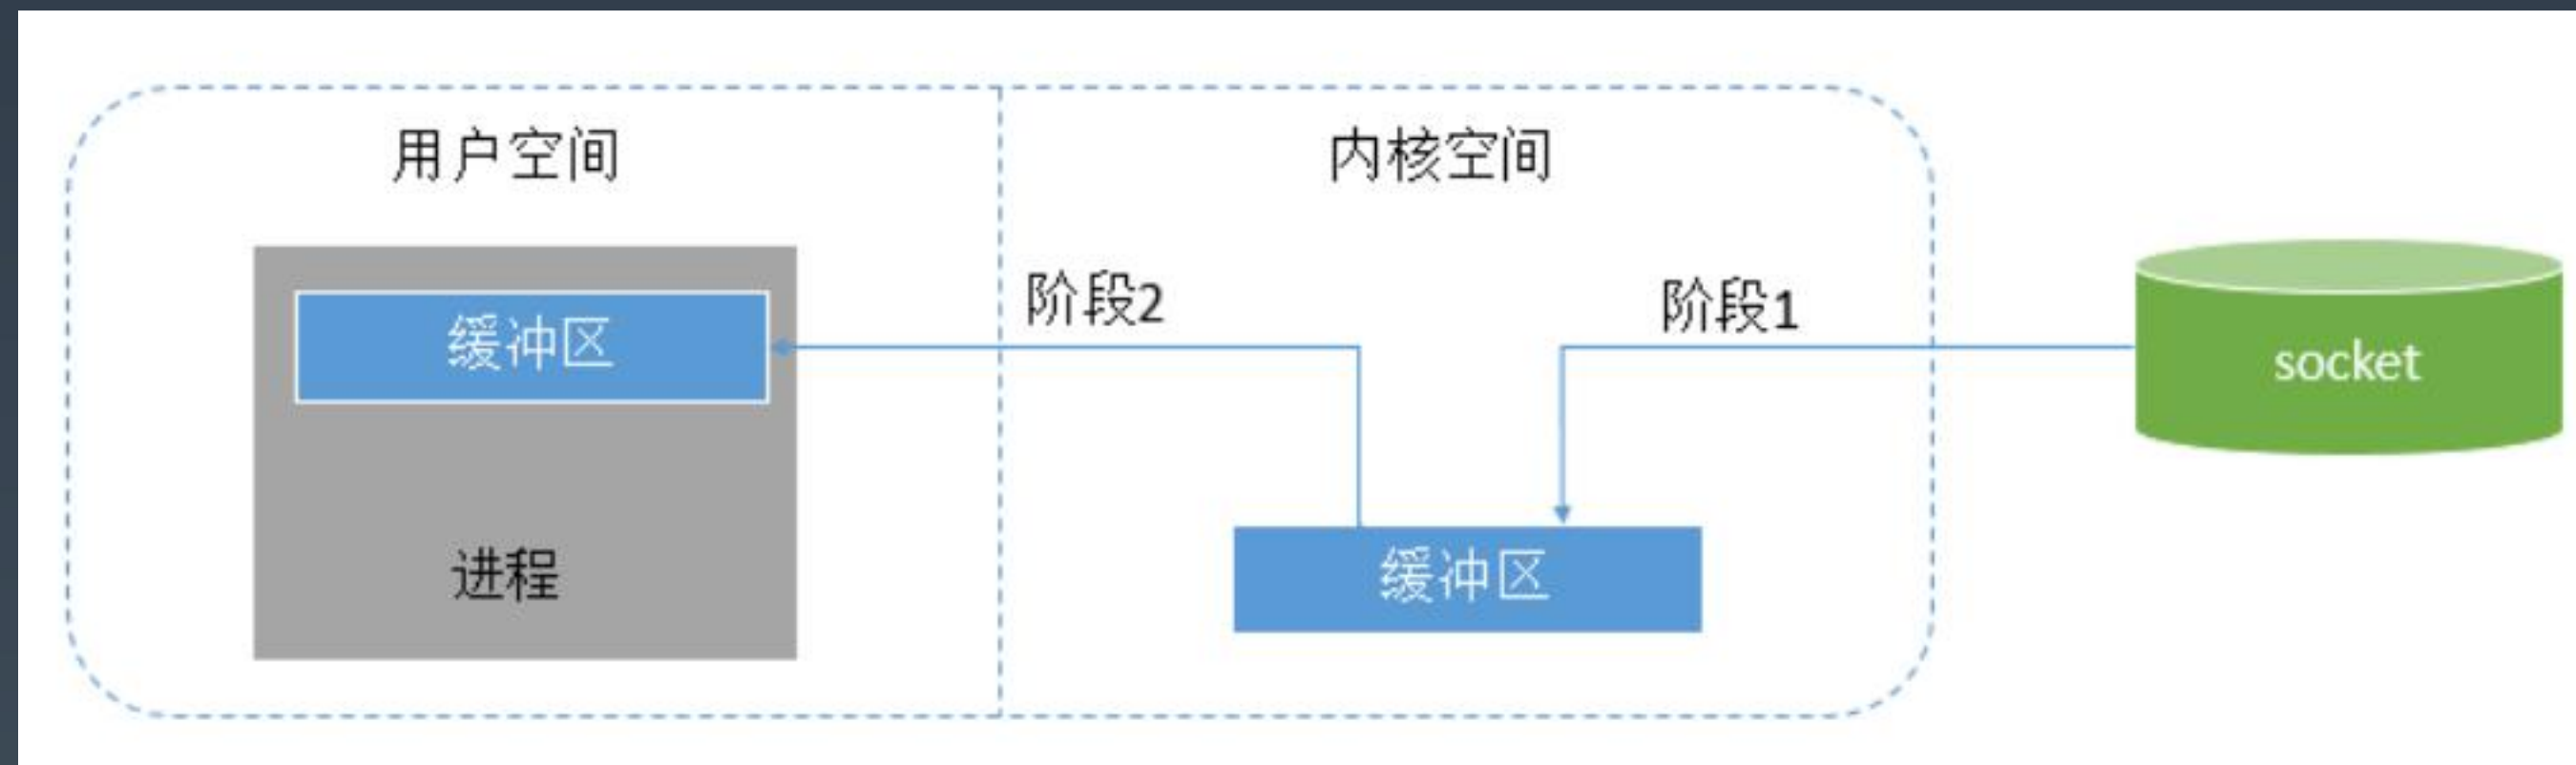 用户空间
内核空间
阶段2
阶段1
缓冲区
socket
进程
缓冲区